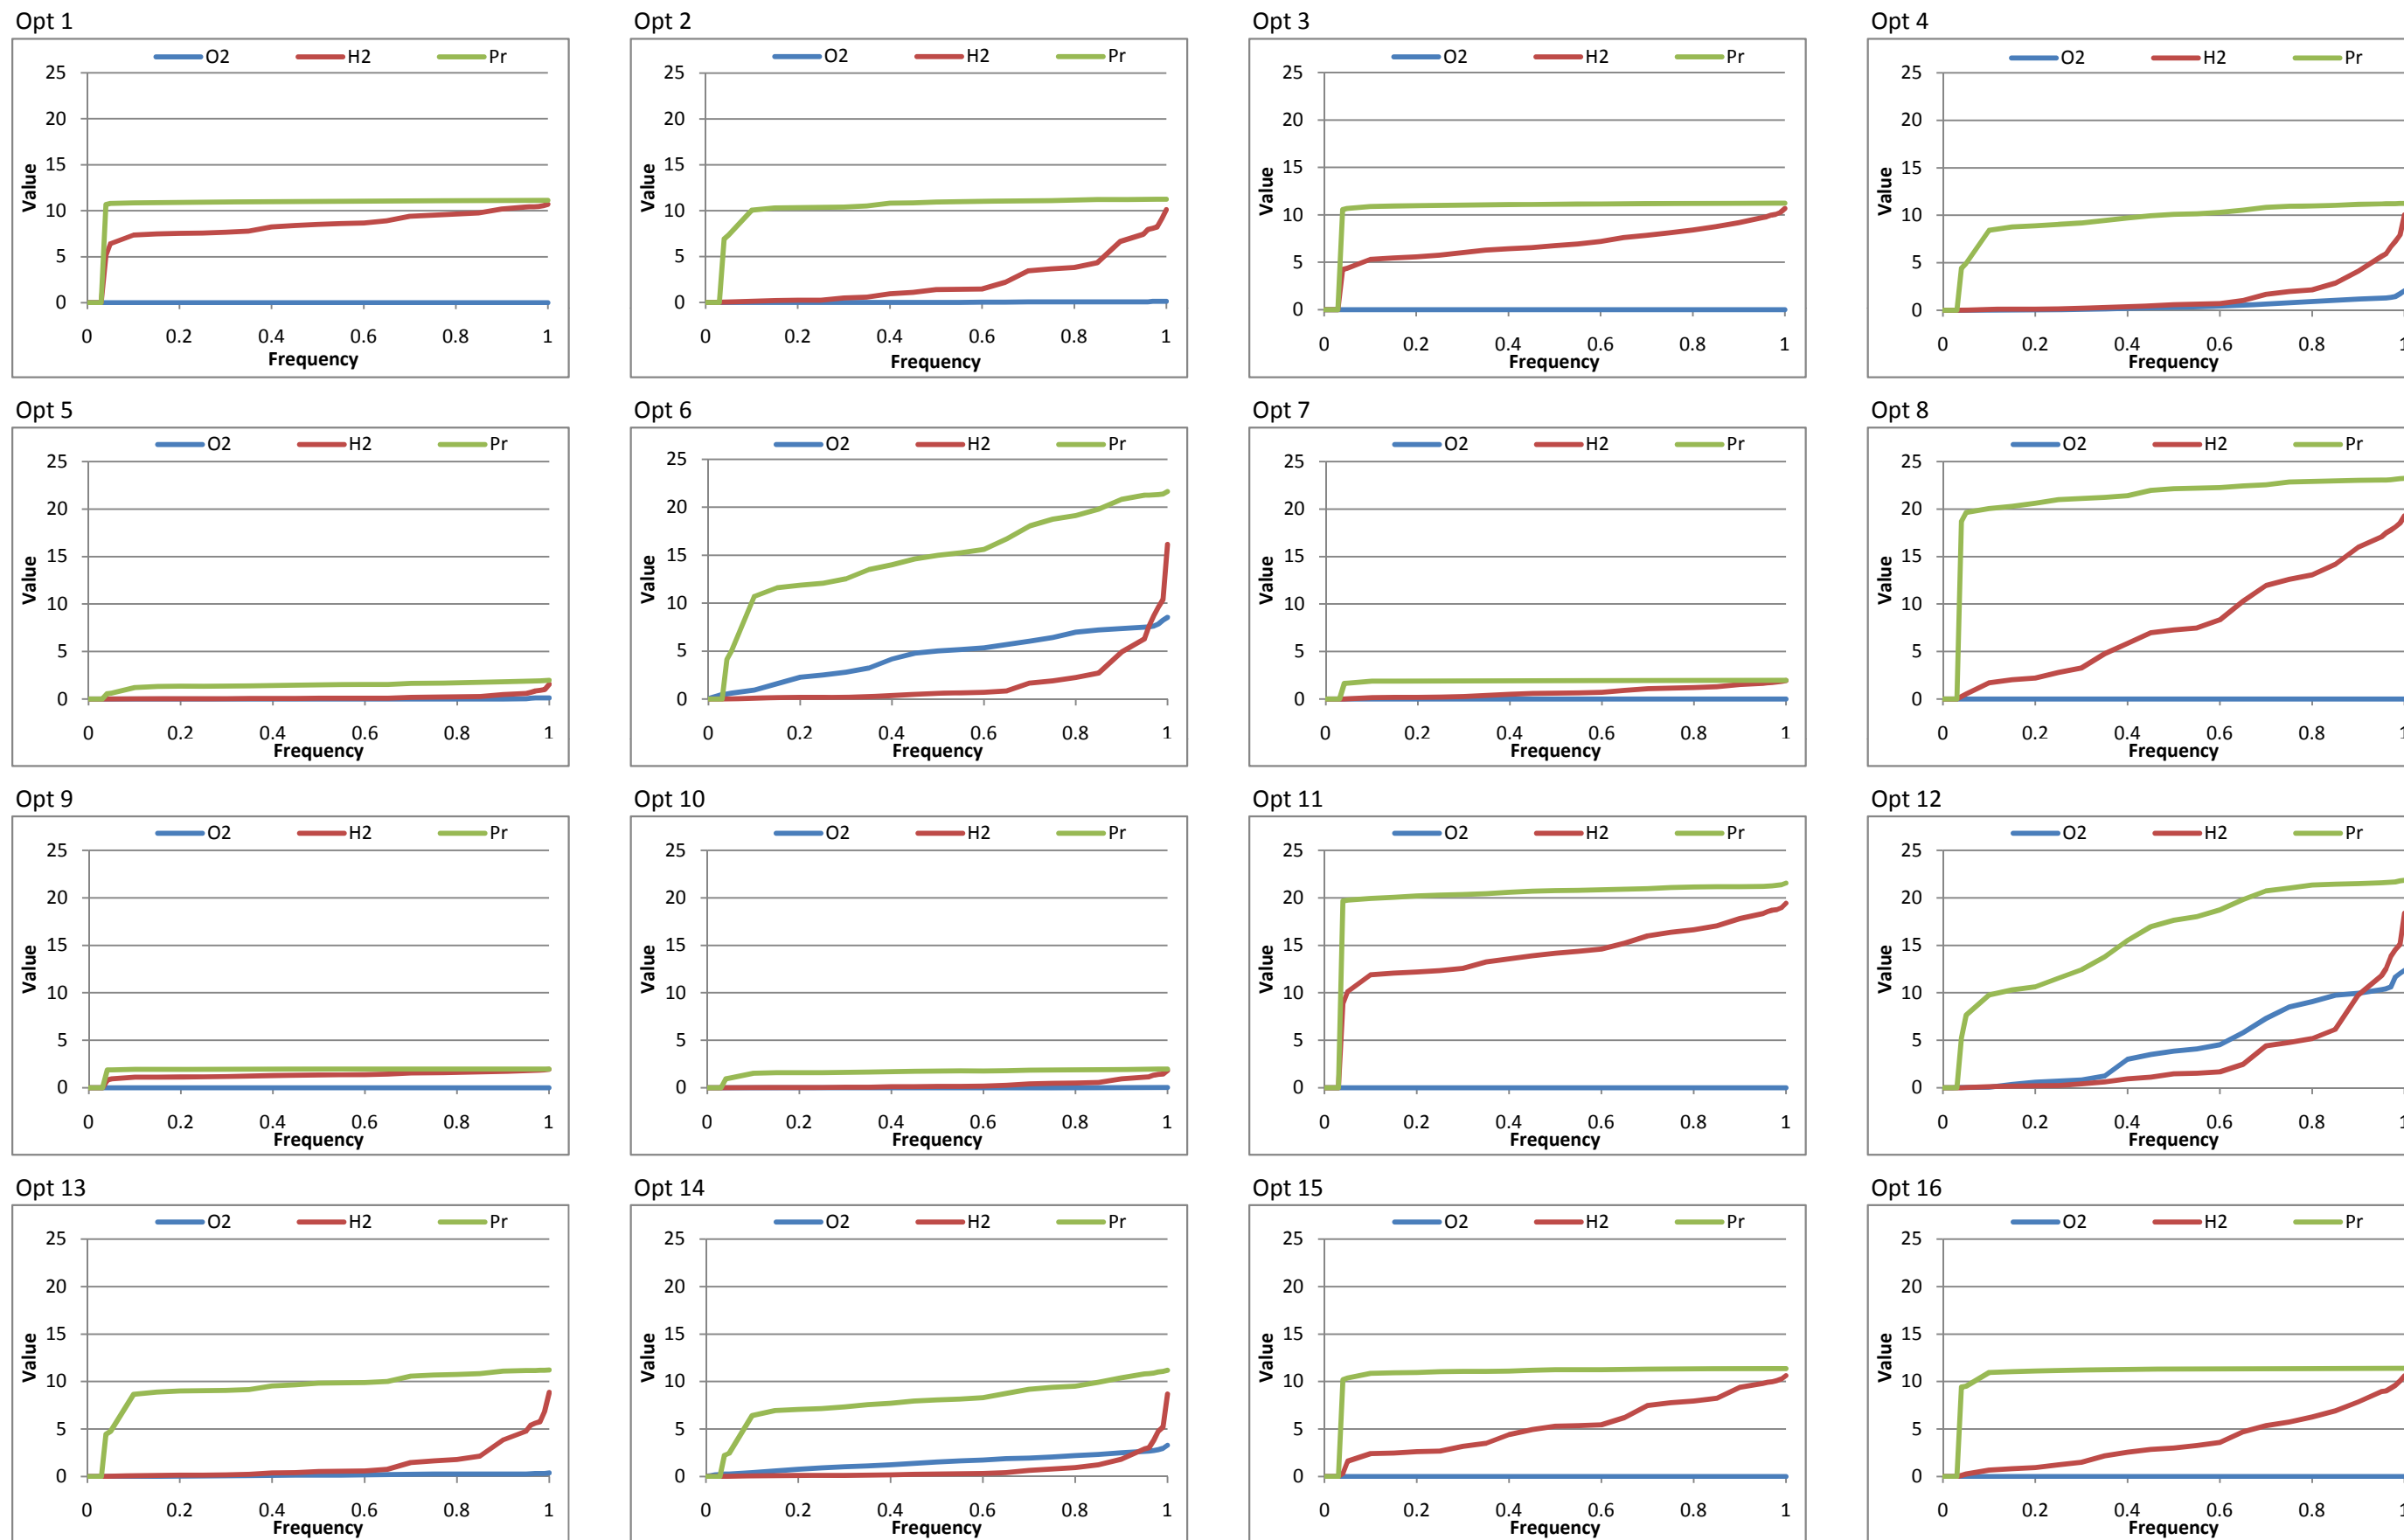 Opt 1
O2 H2 Pr
25
20
15
10
5
0
Value
0 0.2 0.4 0.6 0.8 1
Frequency
Opt 2
O2 H2 Pr
25
20
15
10
5
0
Value
0 0.2 0.4 0.6 0.8 1
Frequency
Opt 3
O2 H2 Pr
25
20
15
10
5
0
Value
0 0.2 0.4 0.6 0.8 1
Frequency
Opt 4
O2 H2 Pr
25
20
15
10
5
0
Value
0 0.2 0.4 0.6 0.8 1
Frequency
Opt 5
O2 H2 Pr
25
20
15
10
5
0
Value
0 0.2 0.4 0.6 0.8 1
Frequency
Opt 6
O2 H2 Pr
25
20
15
10
5
0
Value
0 0.2 0.4 0.6 0.8 1
Frequency
Opt 7
O2 H2 Pr
25
20
15
10
5
0
Value
0 0.2 0.4 0.6 0.8 1
Frequency
Opt 8
O2 H2 Pr
25
20
15
10
5
0
Value
0 0.2 0.4 0.6 0.8 1
Frequency
Opt 9
O2 H2 Pr
25
20
15
10
5
0
Value
0 0.2 0.4 0.6 0.8 1
Frequency
Opt 10
O2 H2 Pr
25
20
15
10
5
0
Value
0 0.2 0.4 0.6 0.8 1
Frequency
Opt 11
O2 H2 Pr
25
20
15
10
5
0
Value
0 0.2 0.4 0.6 0.8 1
Frequency
Opt 12
O2 H2 Pr
25
20
15
10
5
0
Value
0 0.2 0.4 0.6 0.8 1
Frequency
Opt 13
O2 H2 Pr
25
20
15
10
5
0
Value
0 0.2 0.4 0.6 0.8 1
Frequency
Opt 14
O2 H2 Pr
25
20
15
10
5
0
Value
0 0.2 0.4 0.6 0.8 1
Frequency
Opt 15
O2 H2 Pr
25
20
15
10
5
0
Value
0 0.2 0.4 0.6 0.8 1
Frequency
Opt 16
O2 H2 Pr
25
20
15
10
5
0
Value
0 0.2 0.4 0.6 0.8 1
Frequency